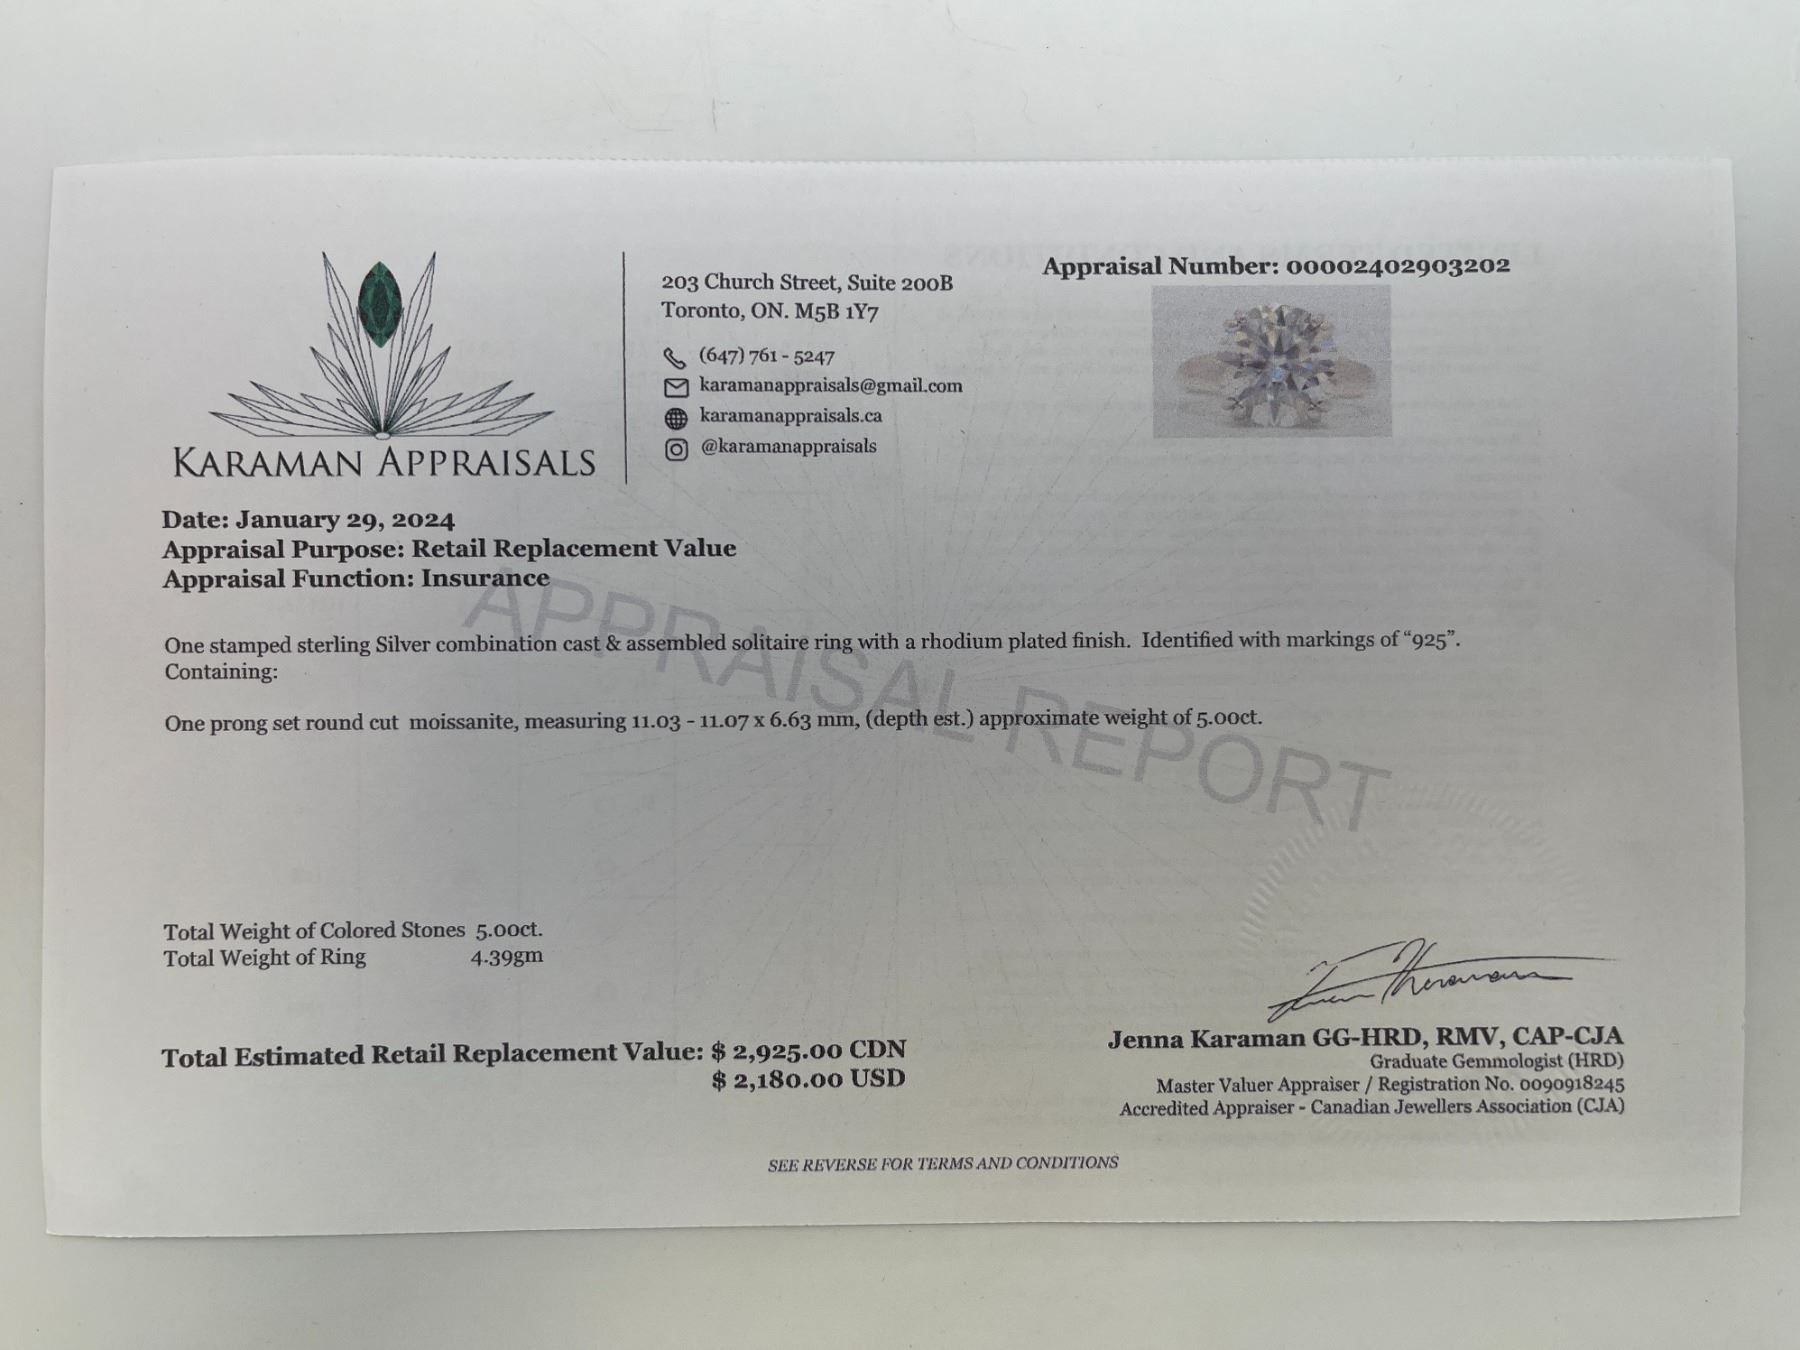 KARAMAN APPRAISALS
203 Church Street, Suite 200B
Toronto, ON. M5B 1Y7
(647) 761 - 5247
karamanappraisals@gmail.com
karamanappraisals.ca
@karamanappraisals
Appraisal Number: 00002402903202
Date: January 29, 2024
Appraisal Purpose: Retail Replacement Value
Appraisal Function: Insurance
APPRAISAL REPORT
One stamped sterling Silver combination cast & assembled solitaire ring with a rhodium plated finish. Identified with markings of “925”.
Containing:
One prong set round cut moissanite, measuring 11.03 - 11.07 x 6.63 mm, (depth est.) approximate weight of 5.00ct.
Total Weight of Colored Stones 5.00ct.
Total Weight of Ring 4.39gm
Total Estimated Retail Replacement Value: $ 2,925.00 CDN
$ 2,180.00 USD
Jenna Karaman GG-HRD, RMV, CAP-CJA
Graduate Gemmologist (HRD)
Master Valuer Appraiser / Registration No. 0090918245
Accredited Appraiser - Canadian Jewellers Association (CJA)
SEE REVERSE FOR TERMS AND CONDITIONS